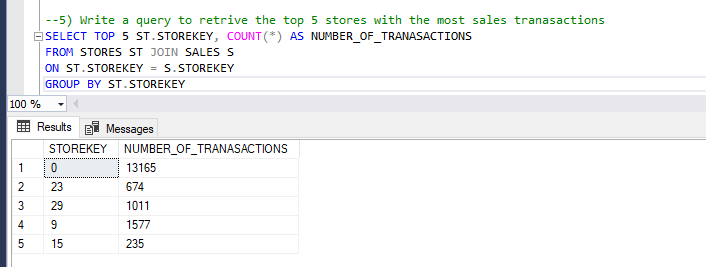 --5) Write a query to retrive the top 5 stores with the most sales tranasactions
SELECT TOP 5 ST.STOREKEY, COUNT(*) AS NUMBER_OF_TRANASACTIONS
FROM STORES ST JOIN SALES S
ON ST.STOREKEY = S.STOREKEY
GROUP BY ST.STOREKEY
100 %
Results Messages
STOREKEY NUMBER_OF_TRANASACTIONS
1 0 13165
2 23 674
3 29 1011
4 9 1577
5 15 235